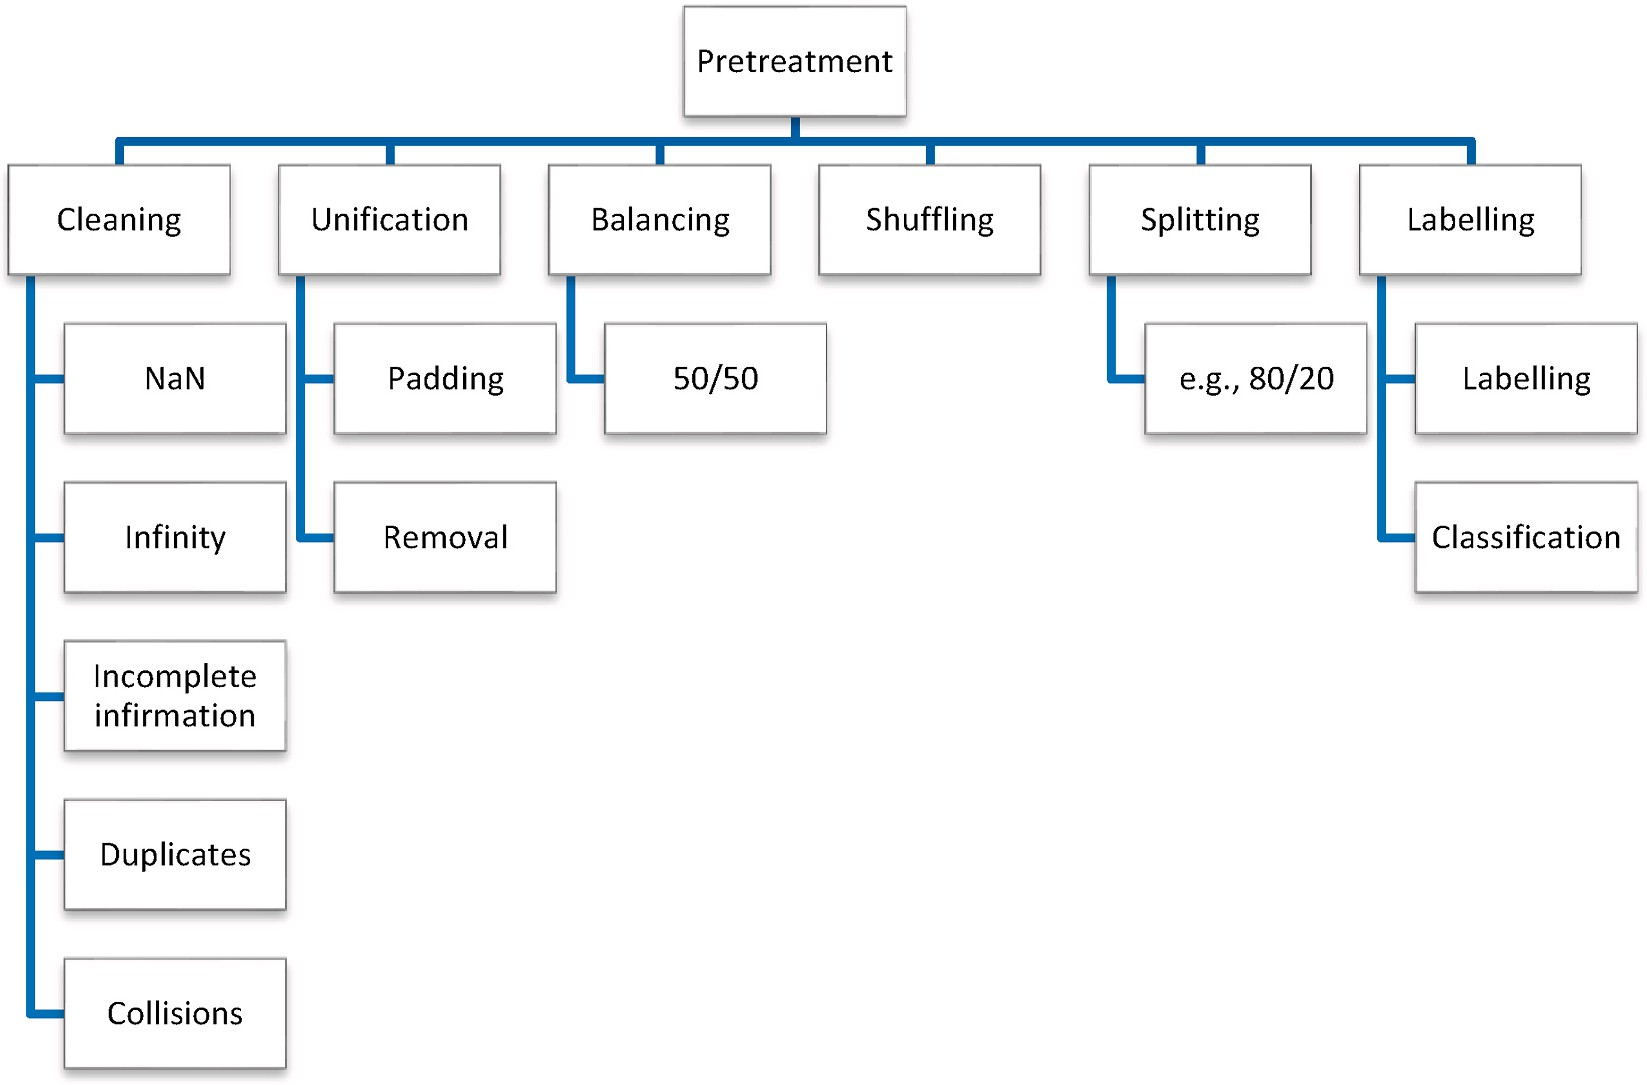 Pretreatment
Cleaning
Unification
Balancing
Shuffling
Splitting
Labelling
NaN
Padding
50/50
e.g., 80/20
Labelling
Infinity
Removal
Classification
Incomplete
infirmation
Duplicates
Collisions